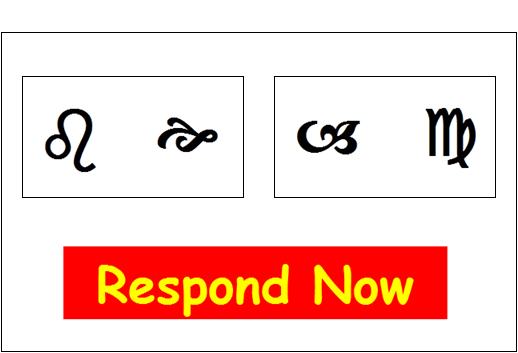 ♌ 🙢 🙠 ♍
Respond Now